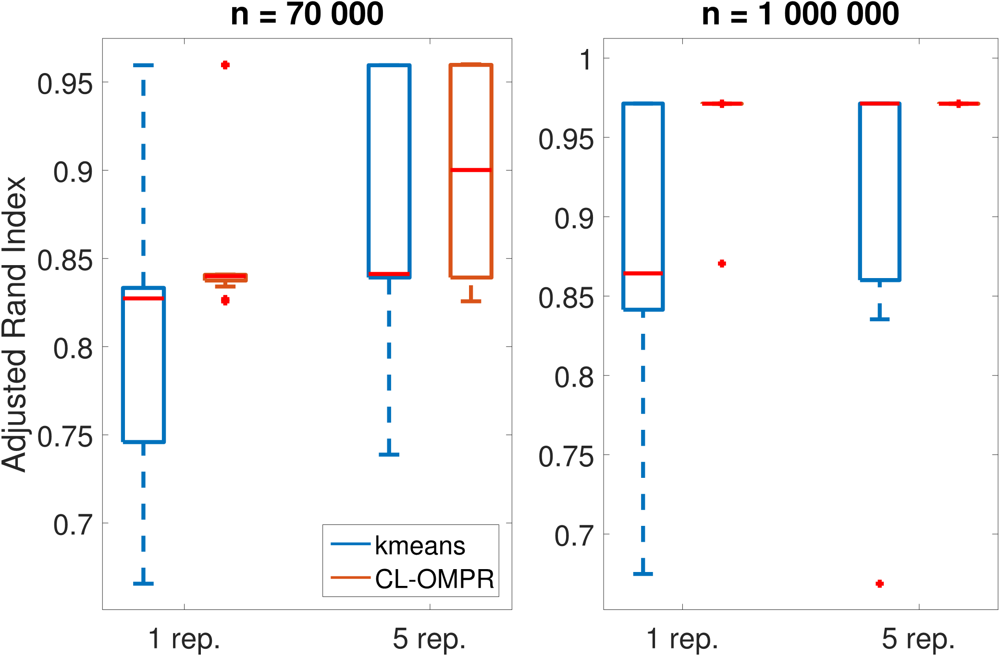 n = 70 000
Adjusted Rand Index
0.95
0.9
0.85
0.8
0.75
0.7
kmeans
CL-OMPR
1 rep.
5 rep.
n = 1 000 000
1
0.95
0.9
0.85
0.8
0.75
0.7
1 rep.
5 rep.